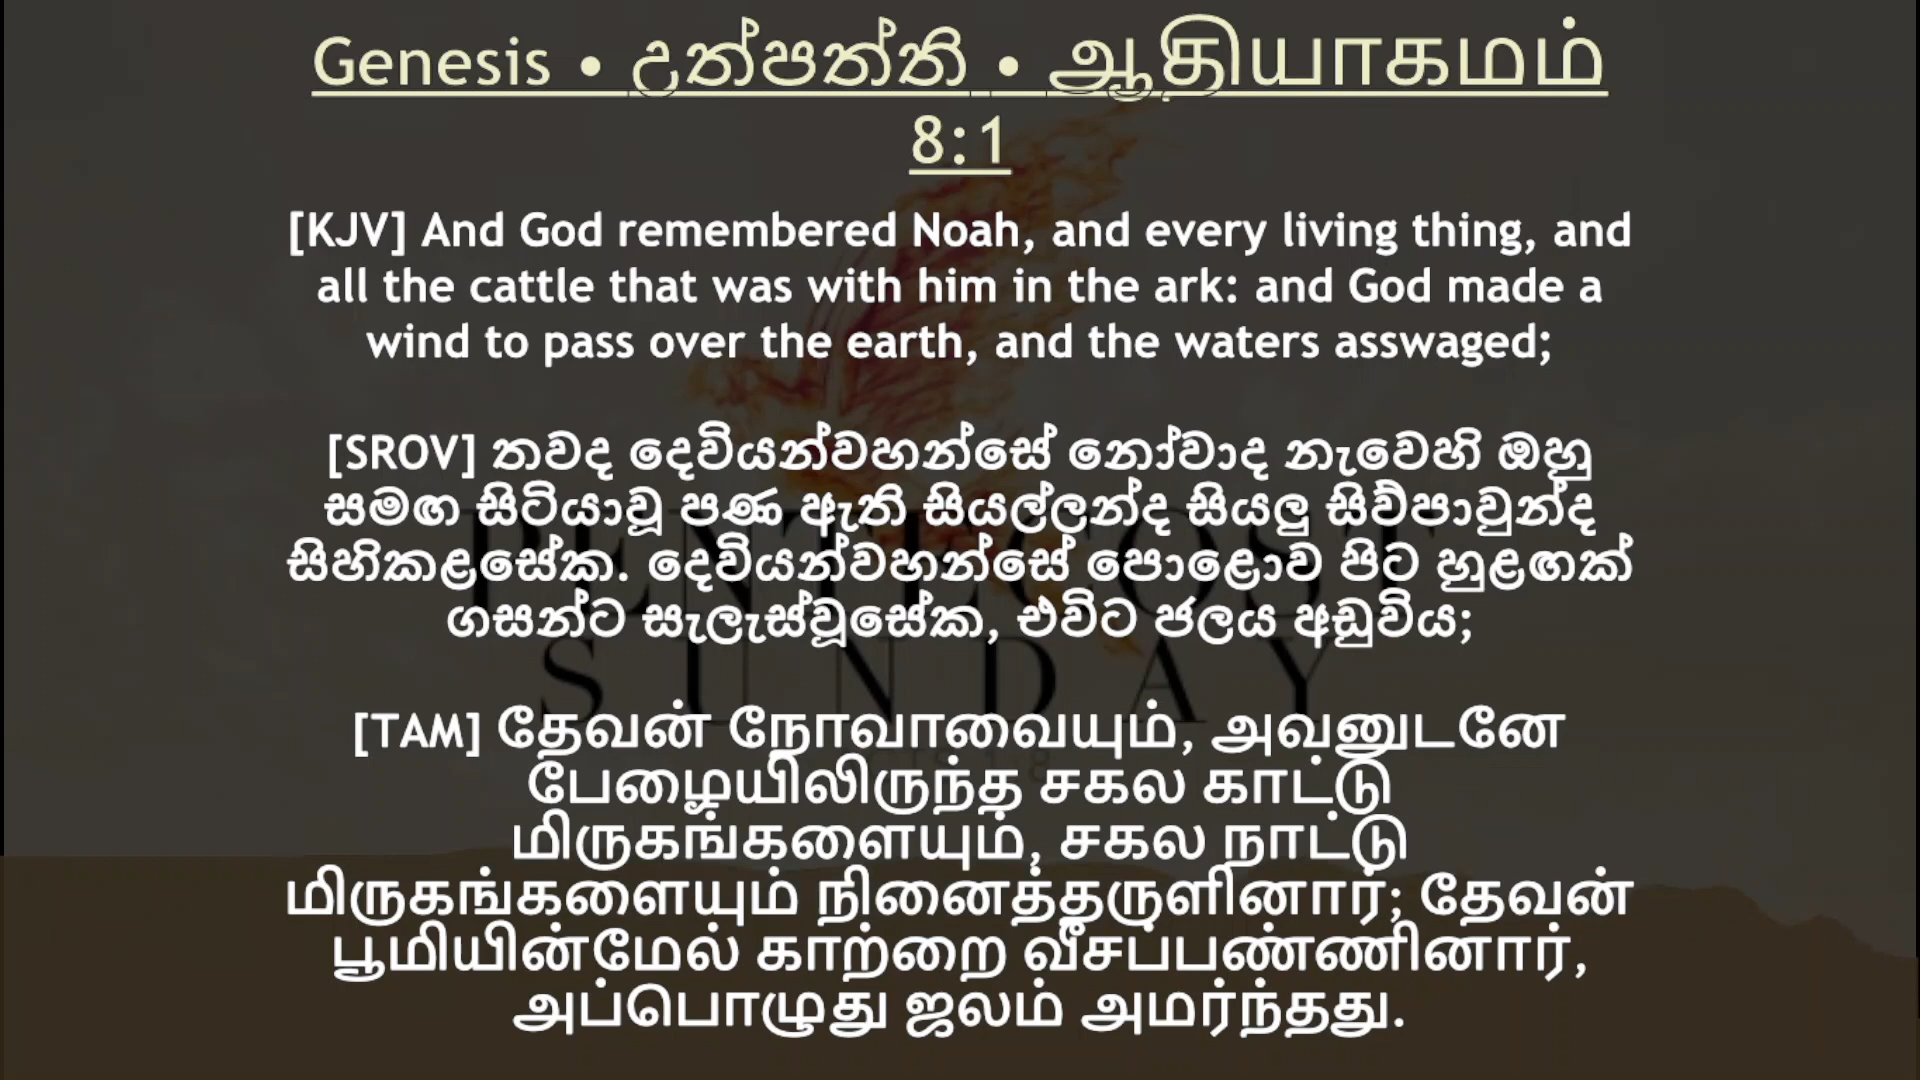 Genesis • උත්පත්ති • ஆதியாகமம்
8:1
[KJV] And God remembered Noah, and every living thing, and
all the cattle that was with him in the ark: and God made a
wind to pass over the earth, and the waters asswaged;
[SROV] තවද දෙවියන්වහන්සේ නෝවාද නැවෙහි ඔහු
සමඟ සිටියාවූ පණ ඇති සියල්ලන්ද සියලු සිව්පාවුන්ද
සිහිකළසේක. දෙවියන්වහන්සේ පොළොව පිට හුළඟක්
ගසන්ට සැලැස්වූසේක, එවිට ජලය අඩුවිය;
[TAM] தேவன் நோவாவையும், அவனுடனே
பேழையிலிருந்த சகல காட்டு
மிருகங்களையும், சகல நாட்டு
மிருகங்களையும் நினைத்தருளினார்; தேவன்
பூமியின்மேல் காற்றை வீசப்பண்ணினார்,
அப்பொழுது ஜலம் அமர்ந்தது.
PENTECOST
SUNDAY